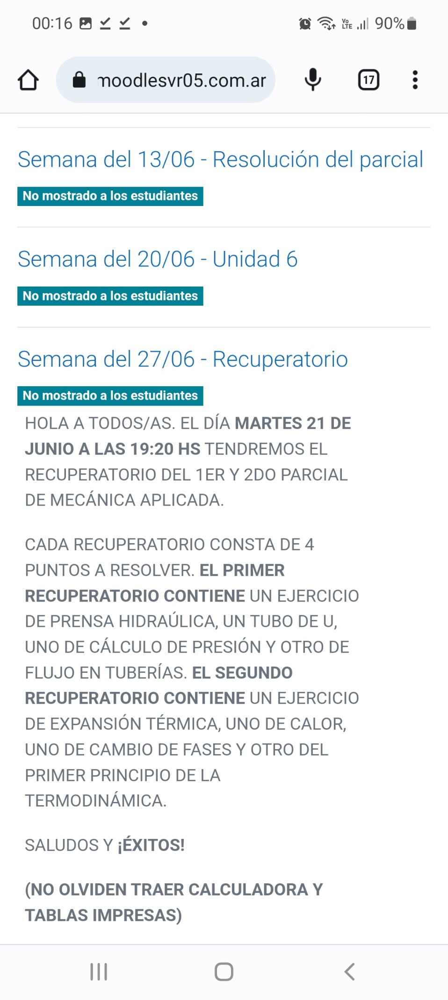 00:16
Vo LTE 90%
moodlesvr05.com.ar
17
Semana del 13/06 - Resolución del parcial
No mostrado a los estudiantes
Semana del 20/06 - Unidad 6
No mostrado a los estudiantes
Semana del 27/06 - Recuperatorio
No mostrado a los estudiantes
HOLA A TODOS/AS. EL DÍA MARTES 21 DE
JUNIO A LAS 19:20 HS TENDREMOS EL
RECUPERATORIO DEL 1ER Y 2DO PARCIAL
DE MECÁNICA APLICADA.
CADA RECUPERATORIO CONSTA DE 4
PUNTOS A RESOLVER. EL PRIMER
RECUPERATORIO CONTIENE UN EJERCICIO
DE PRENSA HIDRAÚLICA, UN TUBO DE U,
UNO DE CÁLCULO DE PRESIÓN Y OTRO DE
FLUJO EN TUBERÍAS. EL SEGUNDO
RECUPERATORIO CONTIENE UN EJERCICIO
DE EXPANSIÓN TÉRMICA, UNO DE CALOR,
UNO DE CAMBIO DE FASES Y OTRO DEL
PRIMER PRINCIPIO DE LA
TERMODINÁMICA.
SALUDOS Y ¡ÉXITOS!
(NO OLVIDEN TRAER CALCULADORA Y
TABLAS IMPRESAS)